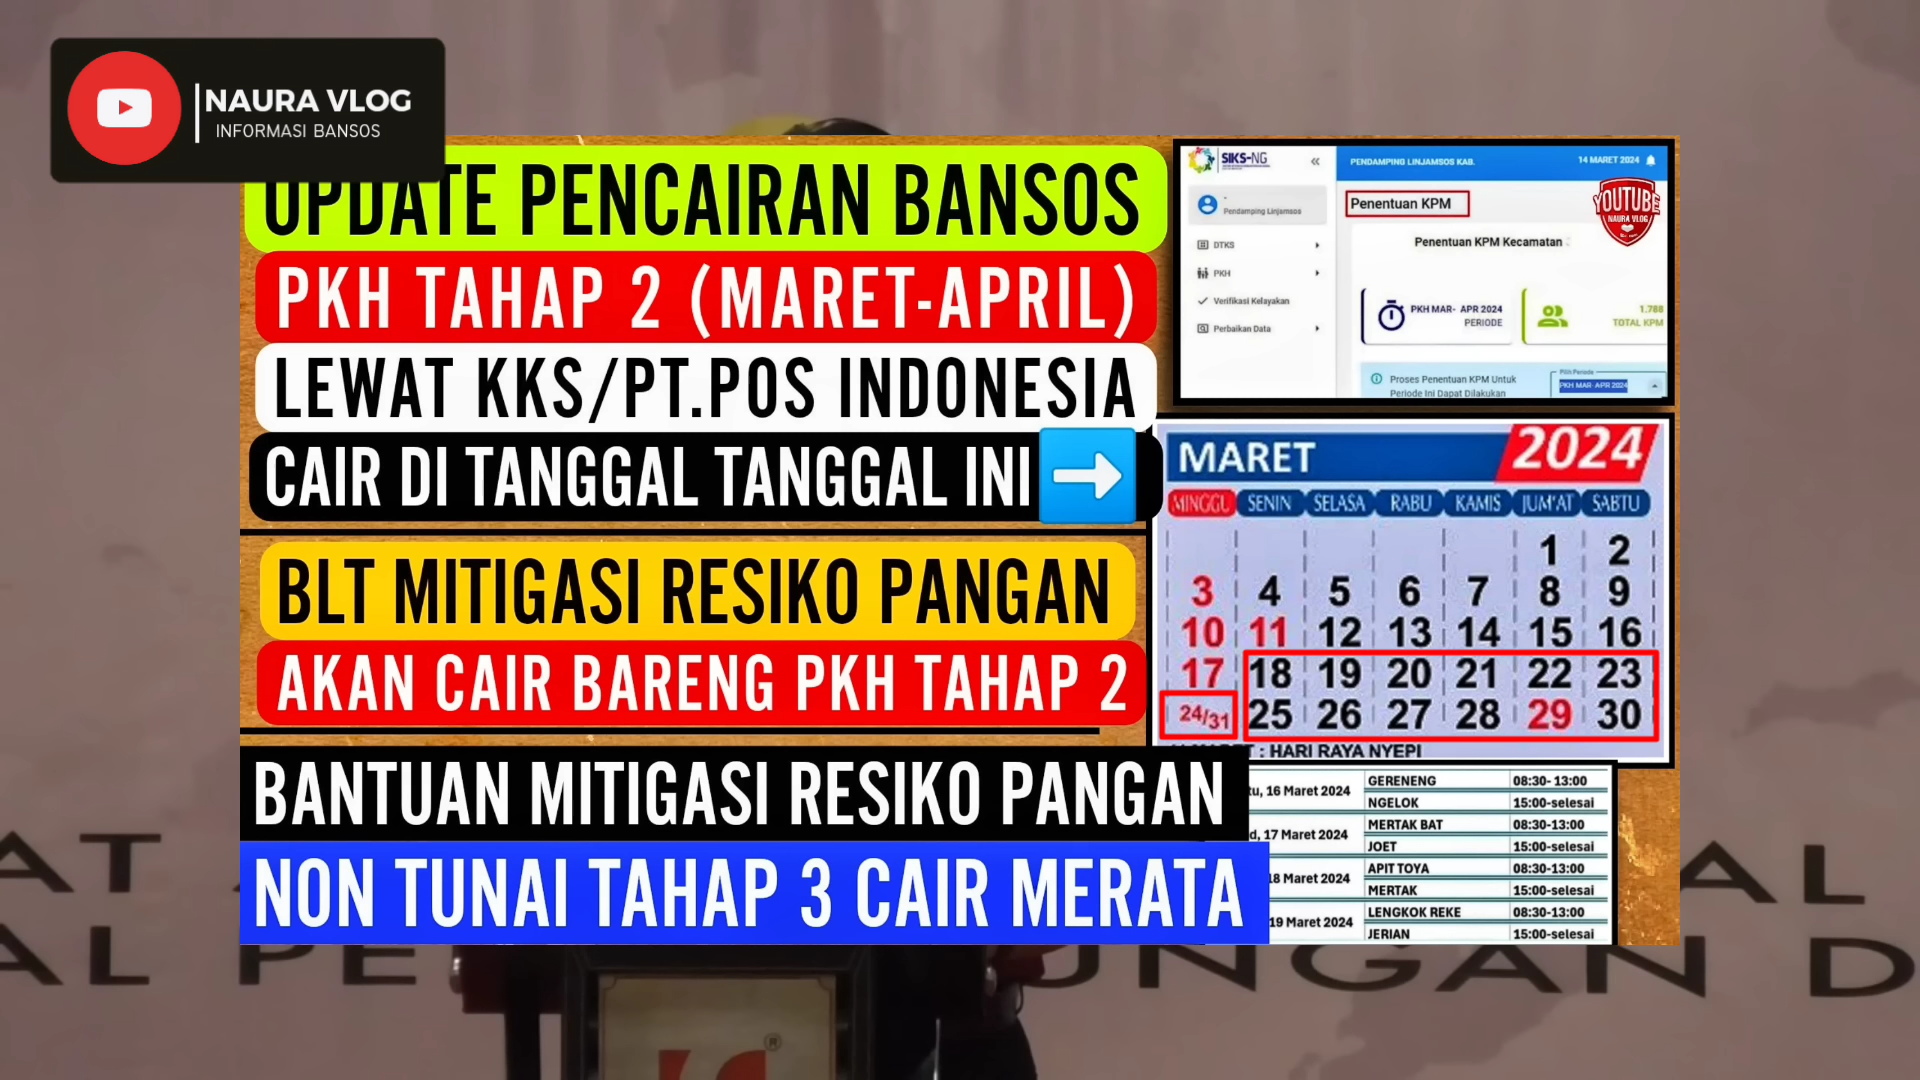 NAURA VLOG
INFORMASI BANSOS
UPDATE PENCAIRAN BANSOS
PKH TAHAP 2 (MARET-APRIL)
LEWAT KKS/PT.POS INDONESIA
CAIR DI TANGGAL TANGGAL INI
BLT MITIGASI RESIKO PANGAN
AKAN CAIR BARENG PKH TAHAP 2
BANTUAN MITIGASI RESIKO PANGAN
NON TUNAI TAHAP 3 CAIR MERATA
SIKS-NG
PENDAMPING LINJAMSOS KAB.
14 MARET 2024
Pendamping Linjamsos
DTKS
PKH
Verifikasi Kelayakan
Perbaikan Data
Penentuan KPM
YOUTUBE
NAURA VLOG
Penentuan KPM Kecamatan
PKH MAR- APR 2024
PERIODE
1.788
TOTAL KPM
Proses Penentuan KPM Untuk
Periode Ini Dapat Dilakukan
Pilih Periode
PKH MAR- APR 2024
MARET 2024
MINGGU SENIN SELASA RABU KAMIS JUM'AT SABTU
1 2
3 4 5 6 7 8 9
10 11 12 13 14 15 16
17 18 19 20 21 22 23
24/31 25 26 27 28 29 30
: HARI RAYA NYEPI
tu, 16 Maret 2024 GERENENG 08:30- 13:00
NGELOK 15:00-selesai
d, 17 Maret 2024 MERTAK BAT 08:30-13:00
JOET 15:00-selesai
18 Maret 2024 APIT TOYA 08:30-13:00
MERTAK 15:00-selesai
19 Maret 2024 LENGKOK REKE 08:30-13:00
JERIAN 15:00-selesai
AT
AL
AL PE
UNGAN D
®